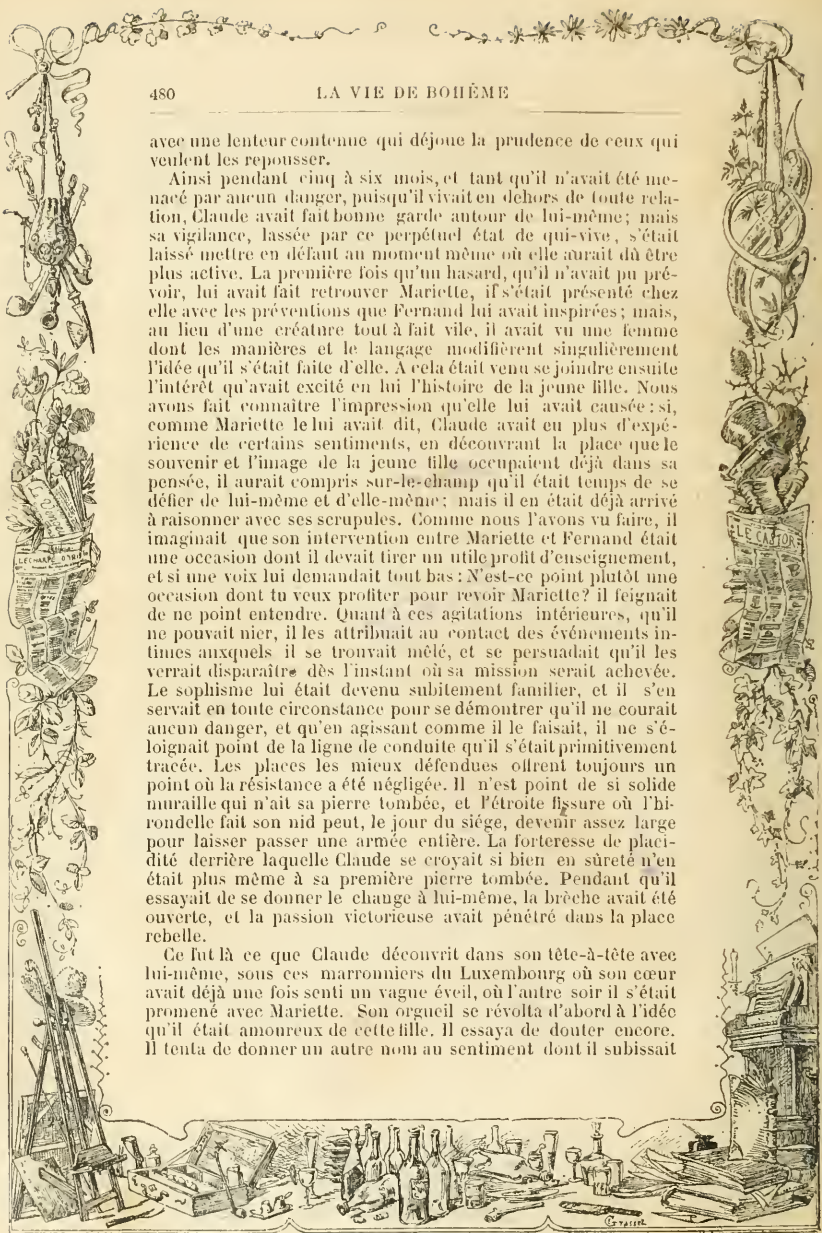 480 LA VIE DE BOHÊME
avec une lenteur contenue qui déjoue la prudence de ceux qui
veulent les repousser.
Ainsi pendant cinq à six mois, et tant qu'il n'avait été me-
nacé par aucun danger, puisqu'il vivait en dehors de toute rela-
tion, Claude avait fait bonne garde autour de lui-même; mais
sa vigilance, lassée par ce perpétuel état de qui-vive, s'était
laissé mettre en défaut au moment même où elle aurait dû être
plus active. La première fois qu'un hasard, qu'il n'avait pu pré-
voir, lui avait fait retrouver Mariette, il s'était présenté chez
elle avec les préventions que Fernand lui avait inspirées; mais,
au lieu d'une créature tout à fait vile, il avait vu une femme
dont les manières et le langage modifièrent singulièrement
l'idée qu'il s'était faite d'elle. A cela était venu se joindre ensuite
l'intérêt qu'avait excité en lui l'histoire de la jeune fille. Nous
avons fait connaître l'impression qu'elle lui avait causée : si,
comme Mariette le lui avait dit, Claude avait eu plus d'expé-
rience de certains sentiments, en découvrant la place que le
souvenir et l'image de la jeune fille occupaient déjà dans sa
pensée, il aurait compris sur-le-champ qu'il était temps de se
défier de lui-même et d'elle-même; mais il en était déjà arrivé
à raisonner avec ses scrupules. Comme nous l'avons vu faire, il
imaginait que son intervention entre Mariette et Fernand était
une occasion dont il devait tirer un utile profit d'enseignement,
et si une voix lui demandait tout bas : N'est-ce point plutôt une
occasion dont tu veux profiter pour revoir Mariette? il feignait
de ne point entendre. Quant à ces agitations intérieures, qu'il
ne pouvait nier, il les attribuait au contact des événements in-
times auxquels il se trouvait mêlé, et se persuadait qu'il les
verrait disparaître dès l'instant où sa mission serait achevée.
Le sophisme lui était devenu subitement familier, et il s'en
servait en toute circonstance pour se démontrer qu'il ne courait
aucun danger, et qu'en agissant comme il le faisait, il ne s'é-
loignait point de la ligne de conduite qu'il s'était primitivement
tracée. Les places les mieux défendues offrent toujours un
point où la résistance a été négligée. Il n'est point de si solide
muraille qui n'ait sa pierre tombée, et l'étroite fissure où l'hi-
rondelle fait son nid peut, le jour du siége, devenir assez large
pour laisser passer une armée entière. La forteresse de placi-
dité derrière laquelle Claude se croyait si bien en sûreté n'en
était plus même à sa première pierre tombée. Pendant qu'il
essayait de se donner le change à lui-même, la brèche avait été
ouverte, et la passion victorieuse avait pénétré dans la place
rebelle.
Ce fut là ce que Claude découvrit dans son tête-à-tête avec
lui-même, sous ces marronniers du Luxembourg où son cœur
avait déjà une fois senti un vague éveil, où l'autre soir il s'était
promené avec Mariette. Son orgueil se révolta d'abord à l'idée
qu'il était amoureux de cette fille. Il essaya de douter encore.
Il tenta de donner un autre nom au sentiment dont il subissait
LE CASTOR
Grasset